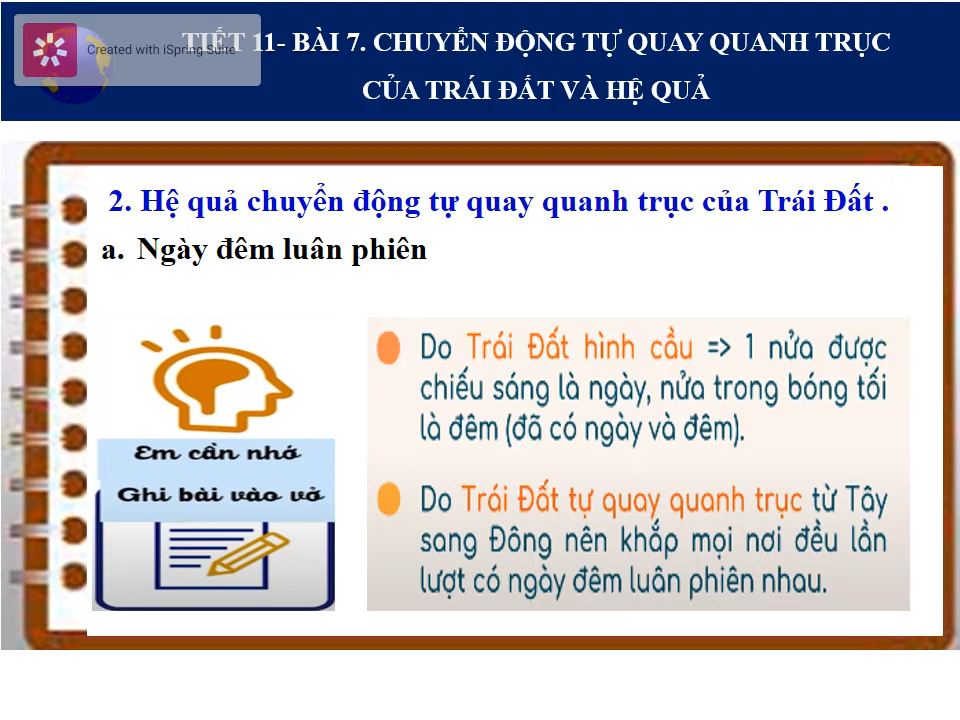 Created with iSpring Suite
TIẾT 11- BÀI 7. CHUYỂN ĐỘNG TỰ QUAY QUANH TRỤC
CỦA TRÁI ĐẤT VÀ HỆ QUẢ
2. Hệ quả chuyển động tự quay quanh trục của Trái Đất .
a. Ngày đêm luân phiên
Em cần nhớ
Ghi bài vào vở
Do Trái Đất hình cầu => 1 nửa được
chiếu sáng là ngày, nửa trong bóng tối
là đêm (đã có ngày và đêm).
Do Trái Đất tự quay quanh trục từ Tây
sang Đông nên khắp mọi nơi đều lần
lượt có ngày đêm luân phiên nhau.